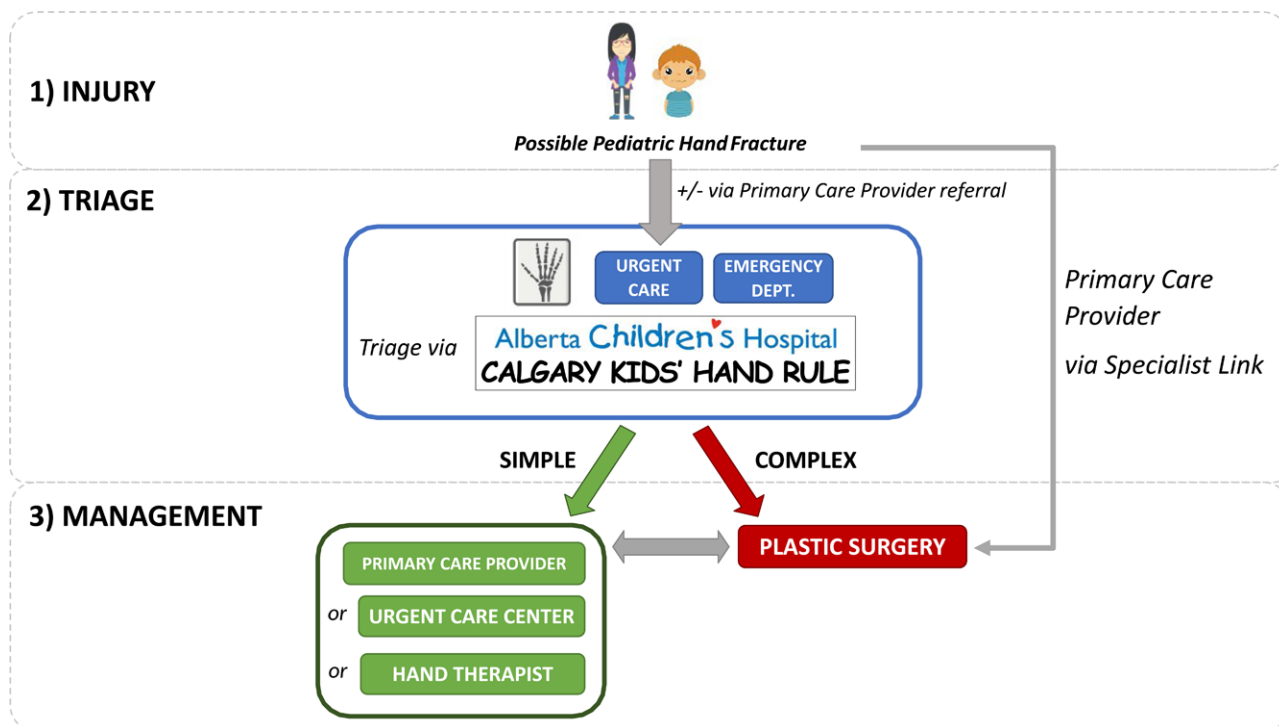 1) INJURY
Possible Pediatric Hand Fracture
2) TRIAGE
+/- via Primary Care Provider referral
URGENT
CARE
EMERGENCY
DEPT.
Triage via
Alberta Children's Hospital
CALGARY KIDS' HAND RULE
Primary Care
Provider
via Specialist Link
SIMPLE
COMPLEX
3) MANAGEMENT
PRIMARY CARE PROVIDER
or URGENT CARE CENTER
or HAND THERAPIST
PLASTIC SURGERY